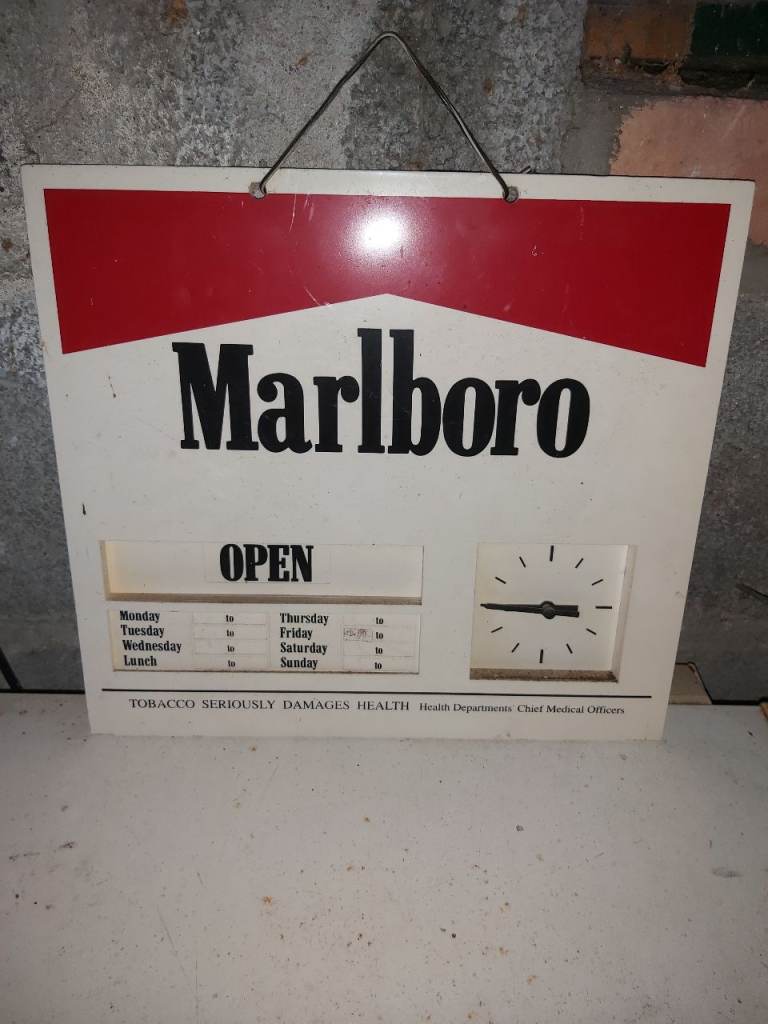 Marlboro
OPEN
Monday to Thursday to
Tuesday to Friday to
Wednesday to Saturday to
Lunch to Sunday to
TOBACCO SERIOUSLY DAMAGES HEALTH Health Departments' Chief Medical Officers